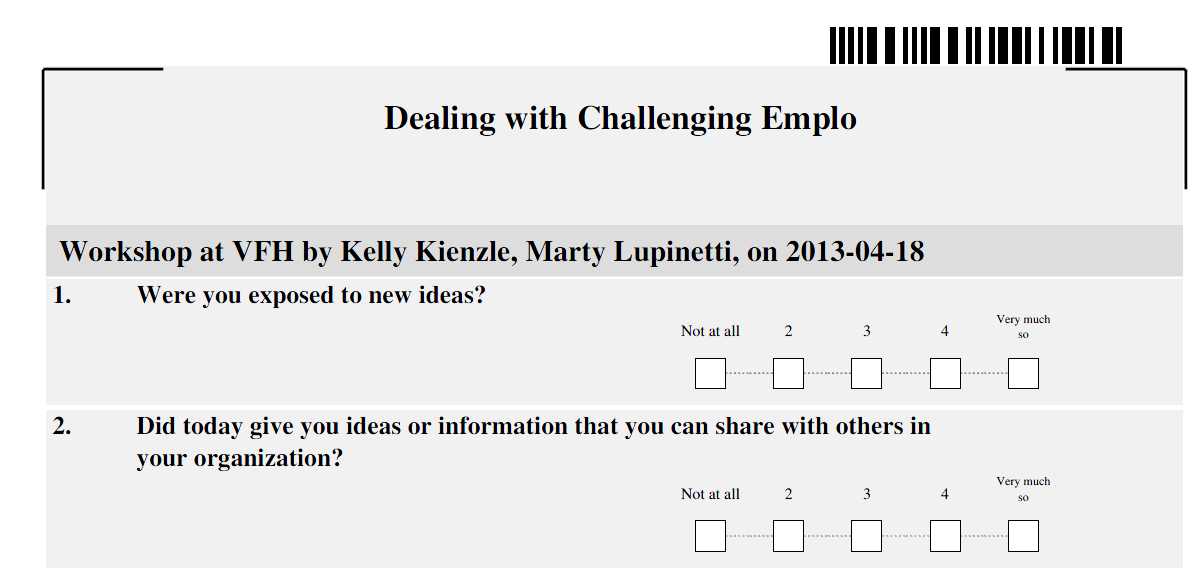 Dealing with Challenging Emplo
Workshop at VFH by Kelly Kienzle, Marty Lupinetti, on 2013-04-18
1. Were you exposed to new ideas?
Not at all 2 3 4 Very much
so
2. Did today give you ideas or information that you can share with others in
your organization?
Not at all 2 3 4 Very much
so